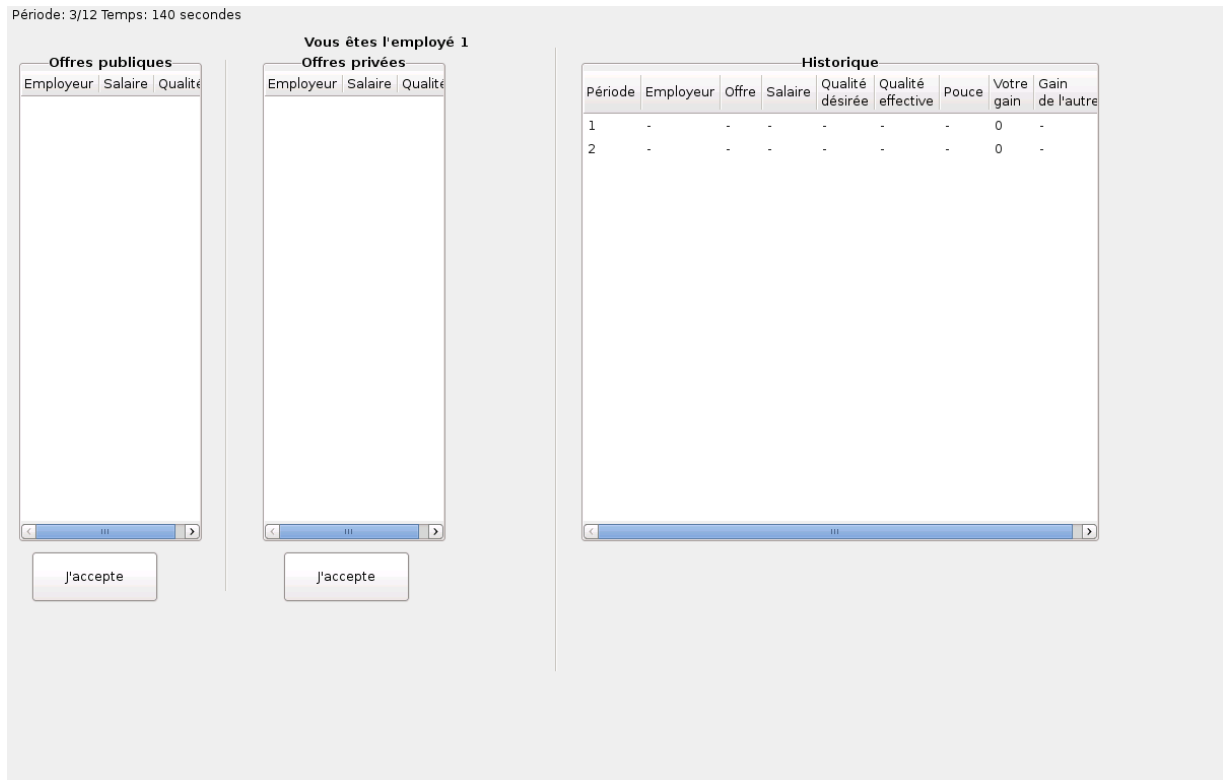 Période: 3/12 Temps: 140 secondes
Vous êtes l'employé 1
Offres publiques
Employeur Salaire Qualité
J'accepte
Offres privées
Employeur Salaire Qualité
J'accepte
Historique
Période Employeur Offre Salaire Qualité désirée Qualité effective Pouce Votre gain Gain de l'autre
1 - - - - - - 0 -
2 - - - - - - 0 -